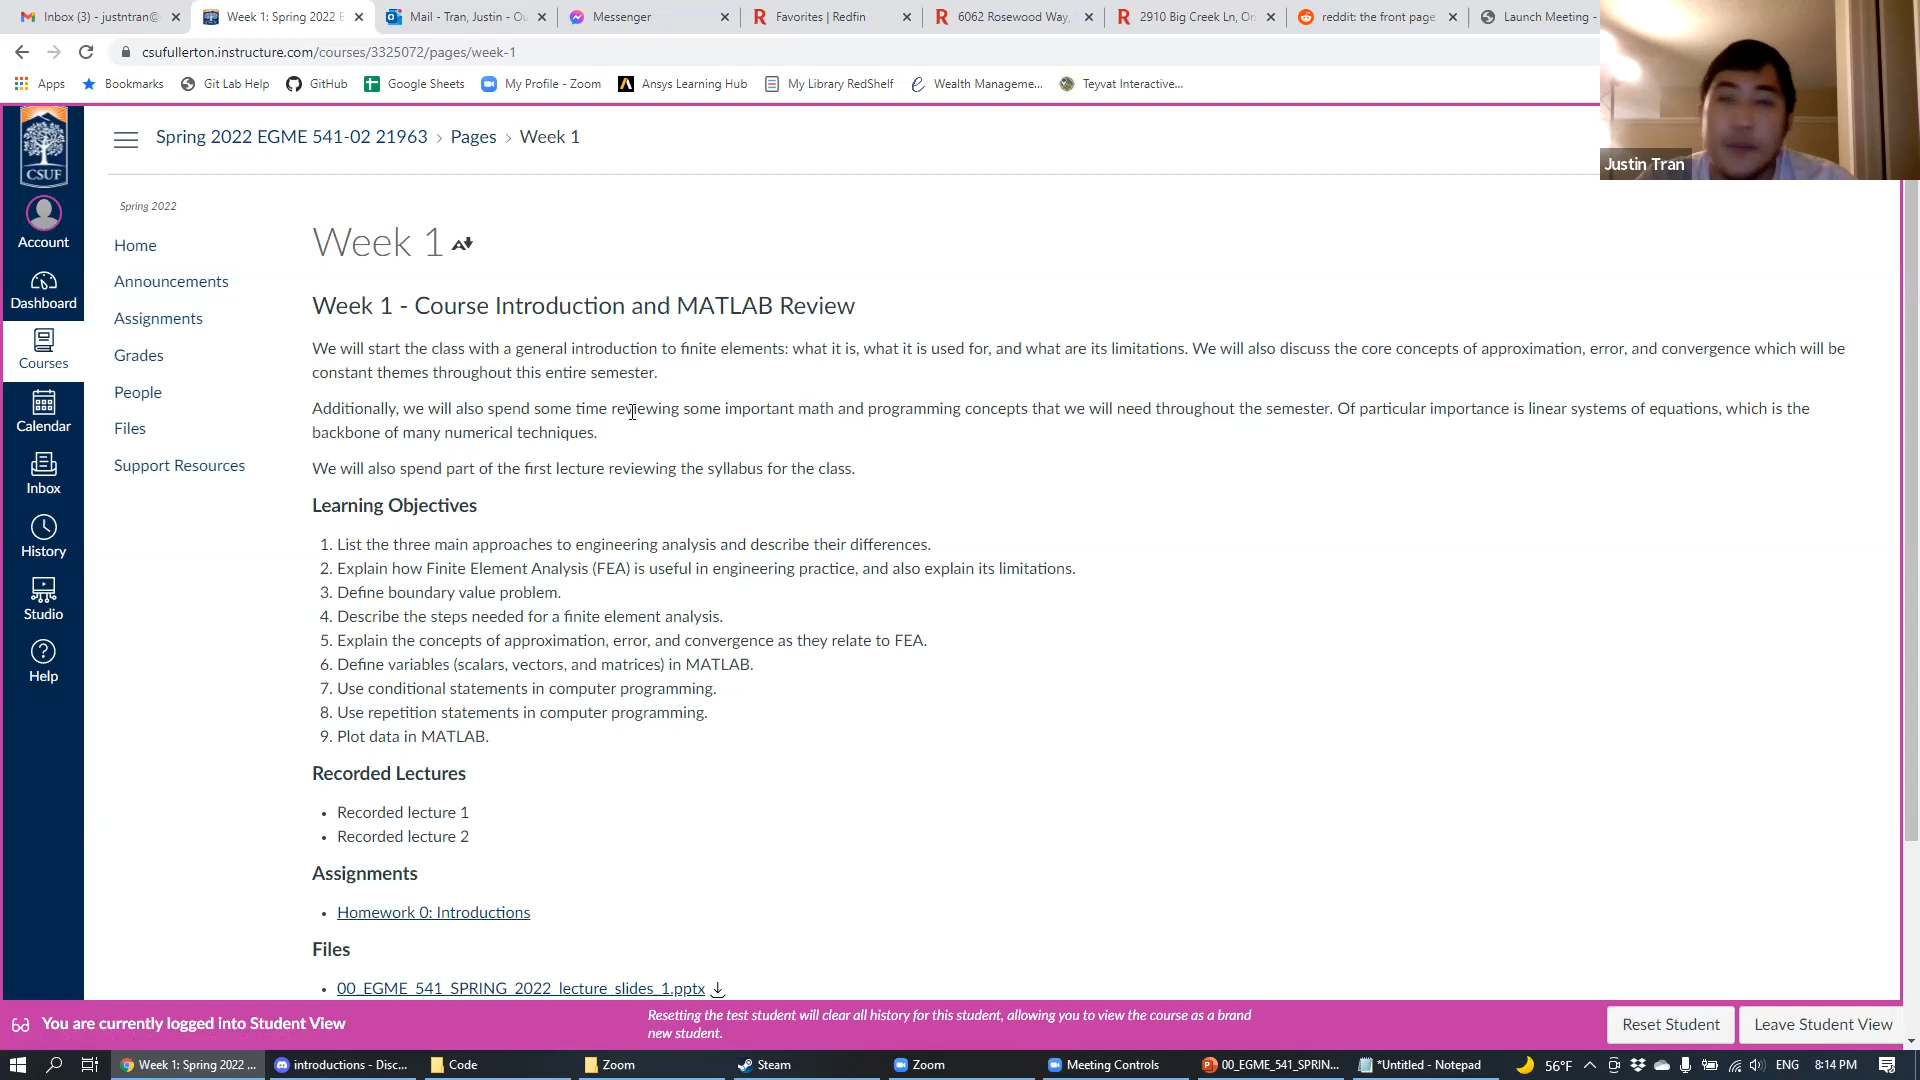 Inbox (3) - justntran@
Week 1: Spring 2022 E
Mail - Tran, Justin - Ou
Messenger
Favorites | Redfin
6062 Rosewood Way,
2910 Big Creek Ln, On
reddit: the front page
Launch Meeting -
csufullerton.instructure.com/courses/3325072/pages/week-1
Apps
Bookmarks
Git Lab Help
GitHub
Google Sheets
My Profile - Zoom
Ansys Learning Hub
My Library RedShelf
Wealth Manageme...
Teyvat Interactive...
Justin Tran
CSUF
Account
Dashboard
Courses
Calendar
Inbox
History
Studio
Help
Spring 2022 EGME 541-02 21963 › Pages › Week 1
Spring 2022
Home
Announcements
Assignments
Grades
People
Files
Support Resources
Week 1
Week 1 - Course Introduction and MATLAB Review
We will start the class with a general introduction to finite elements: what it is, what it is used for, and what are its limitations. We will also discuss the core concepts of approximation, error, and convergence which will be
constant themes throughout this entire semester.
Additionally, we will also spend some time reviewing some important math and programming concepts that we will need throughout the semester. Of particular importance is linear systems of equations, which is the
backbone of many numerical techniques.
We will also spend part of the first lecture reviewing the syllabus for the class.
Learning Objectives
1. List the three main approaches to engineering analysis and describe their differences.
2. Explain how Finite Element Analysis (FEA) is useful in engineering practice, and also explain its limitations.
3. Define boundary value problem.
4. Describe the steps needed for a finite element analysis.
5. Explain the concepts of approximation, error, and convergence as they relate to FEA.
6. Define variables (scalars, vectors, and matrices) in MATLAB.
7. Use conditional statements in computer programming.
8. Use repetition statements in computer programming.
9. Plot data in MATLAB.
Recorded Lectures
• Recorded lecture 1
• Recorded lecture 2
Assignments
• Homework 0: Introductions
Files
• 00_EGME_541_SPRING_2022_lecture_slides_1.pptx
You are currently logged into Student View
Resetting the test student will clear all history for this student, allowing you to view the course as a brand
new student.
Reset Student
Leave Student View
Week 1: Spring 2022 ...
introductions - Disc...
Code
Zoom
Steam
Zoom
Meeting Controls
00_EGME_541_SPRIN...
*Untitled - Notepad
56°F
ENG
8:14 PM